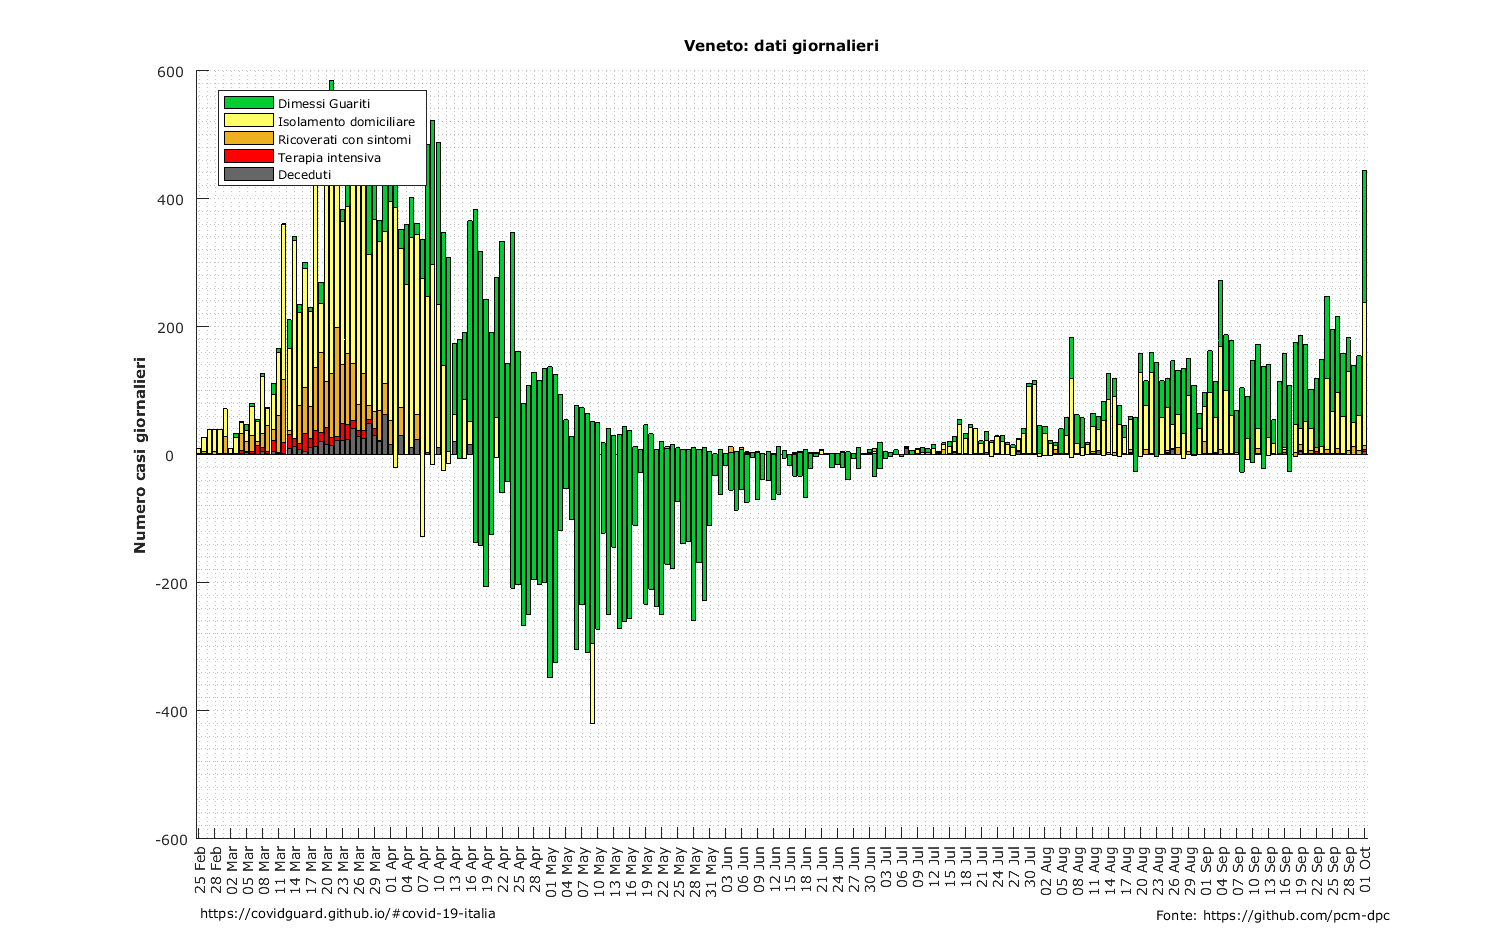 Veneto: dati giornalieri
600
400
200
0
-200
-400
-600
Numero casi giornalieri
Dimessi Guariti
Isolamento domiciliare
Ricoverati con sintomi
Terapia intensiva
Deceduti
25 Feb
28 Feb
02 Mar
05 Mar
08 Mar
11 Mar
14 Mar
17 Mar
20 Mar
23 Mar
26 Mar
29 Mar
01 Apr
04 Apr
07 Apr
10 Apr
13 Apr
16 Apr
19 Apr
22 Apr
25 Apr
28 Apr
01 May
04 May
07 May
10 May
13 May
16 May
19 May
22 May
25 May
28 May
31 May
03 Jun
06 Jun
09 Jun
12 Jun
15 Jun
18 Jun
21 Jun
24 Jun
27 Jun
30 Jun
03 Jul
06 Jul
09 Jul
12 Jul
15 Jul
18 Jul
21 Jul
24 Jul
27 Jul
30 Jul
02 Aug
05 Aug
08 Aug
11 Aug
14 Aug
17 Aug
20 Aug
23 Aug
26 Aug
29 Aug
01 Sep
04 Sep
07 Sep
10 Sep
13 Sep
16 Sep
19 Sep
22 Sep
25 Sep
28 Sep
01 Oct
https://covidguard.github.io/#covid-19-italia
Fonte: https://github.com/pcm-dpc